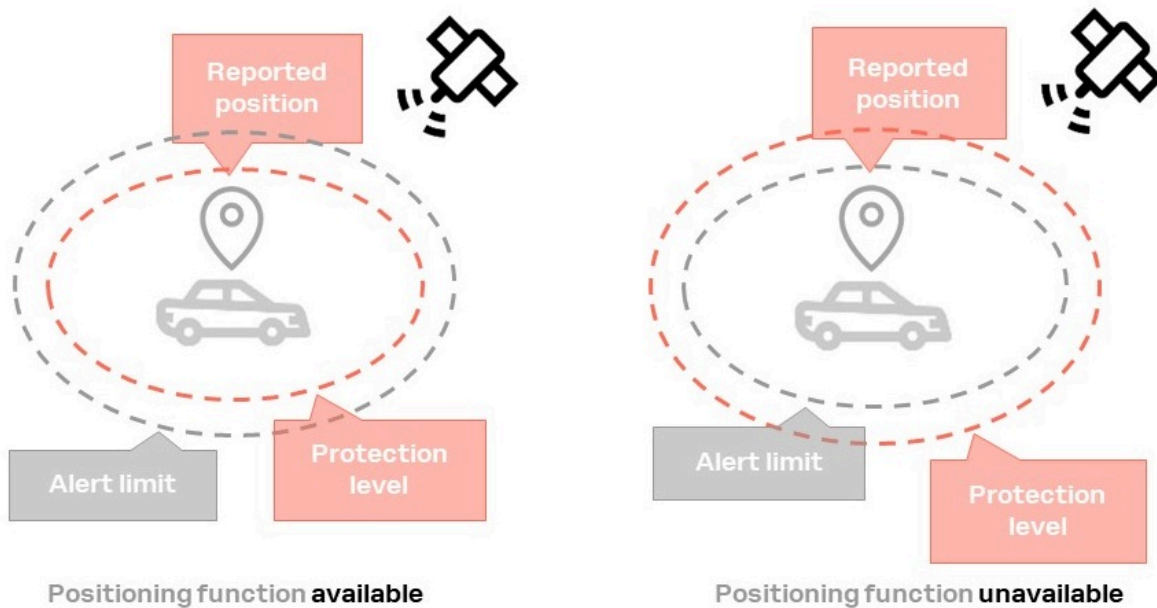 Reported
position
Alert limit
Protection
level
Positioning function available
Reported
position
Alert limit
Protection
level
Positioning function unavailable